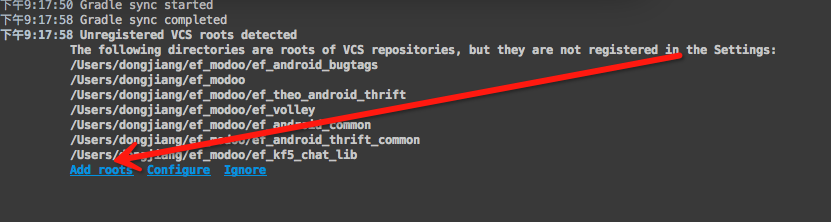 下午9:17:50 Gradle sync started
下午9:17:58 Gradle sync completed
下午9:17:58 Unregistered VCS roots detected
The following directories are roots of VCS repositories, but they are not registered in the Settings:
/Users/dongjiang/ef_modoo/ef_android_bugtags
/Users/dongjiang/ef_modoo
/Users/dongjiang/ef_modoo/ef_theo_android_thrift
/Users/dongjiang/ef_modoo/ef_volley
/Users/dongjiang/ef_modoo/ef_android_common
/Users/dongjiang/ef_modoo/ef_android_thrift_common
/Users/dongjiang/ef_modoo/ef_kf5_chat_lib
Add roots Configure Ignore